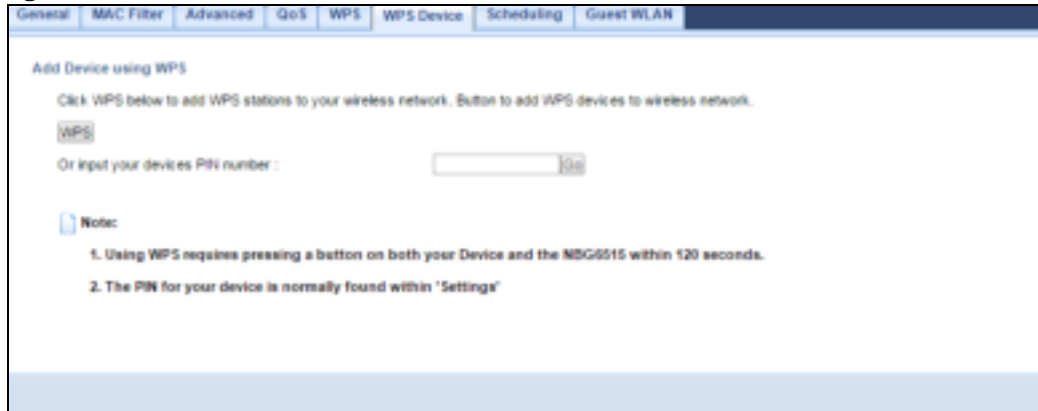 General MAC Filter Advanced QoS WPS WPS Device Scheduling Guest WLAN
Add Device using WPS
Click WPS below to add WPS stations to your wireless network. Button to add WPS devices to wireless network.
WPS
Or input your devices PIN number : Go
Note:
1. Using WPS requires pressing a button on both your Device and the NBG6515 within 120 seconds.
2. The PIN for your device is normally found within 'Settings'